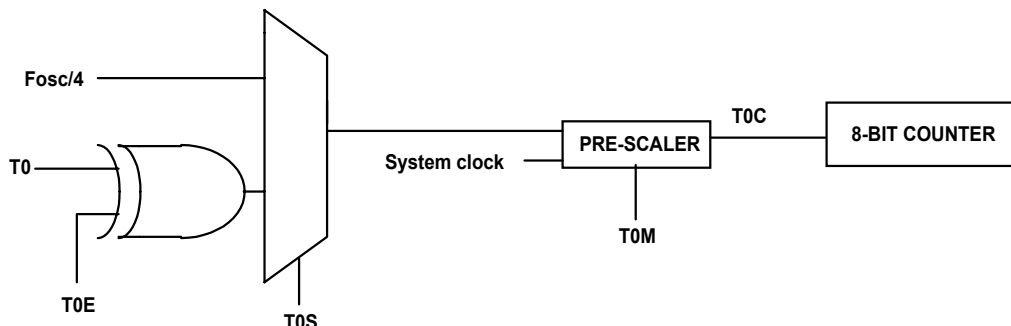 Fosc/4
T0
T0E
T0S
System clock
PRE-SCALER
T0M
T0C
8-BIT COUNTER